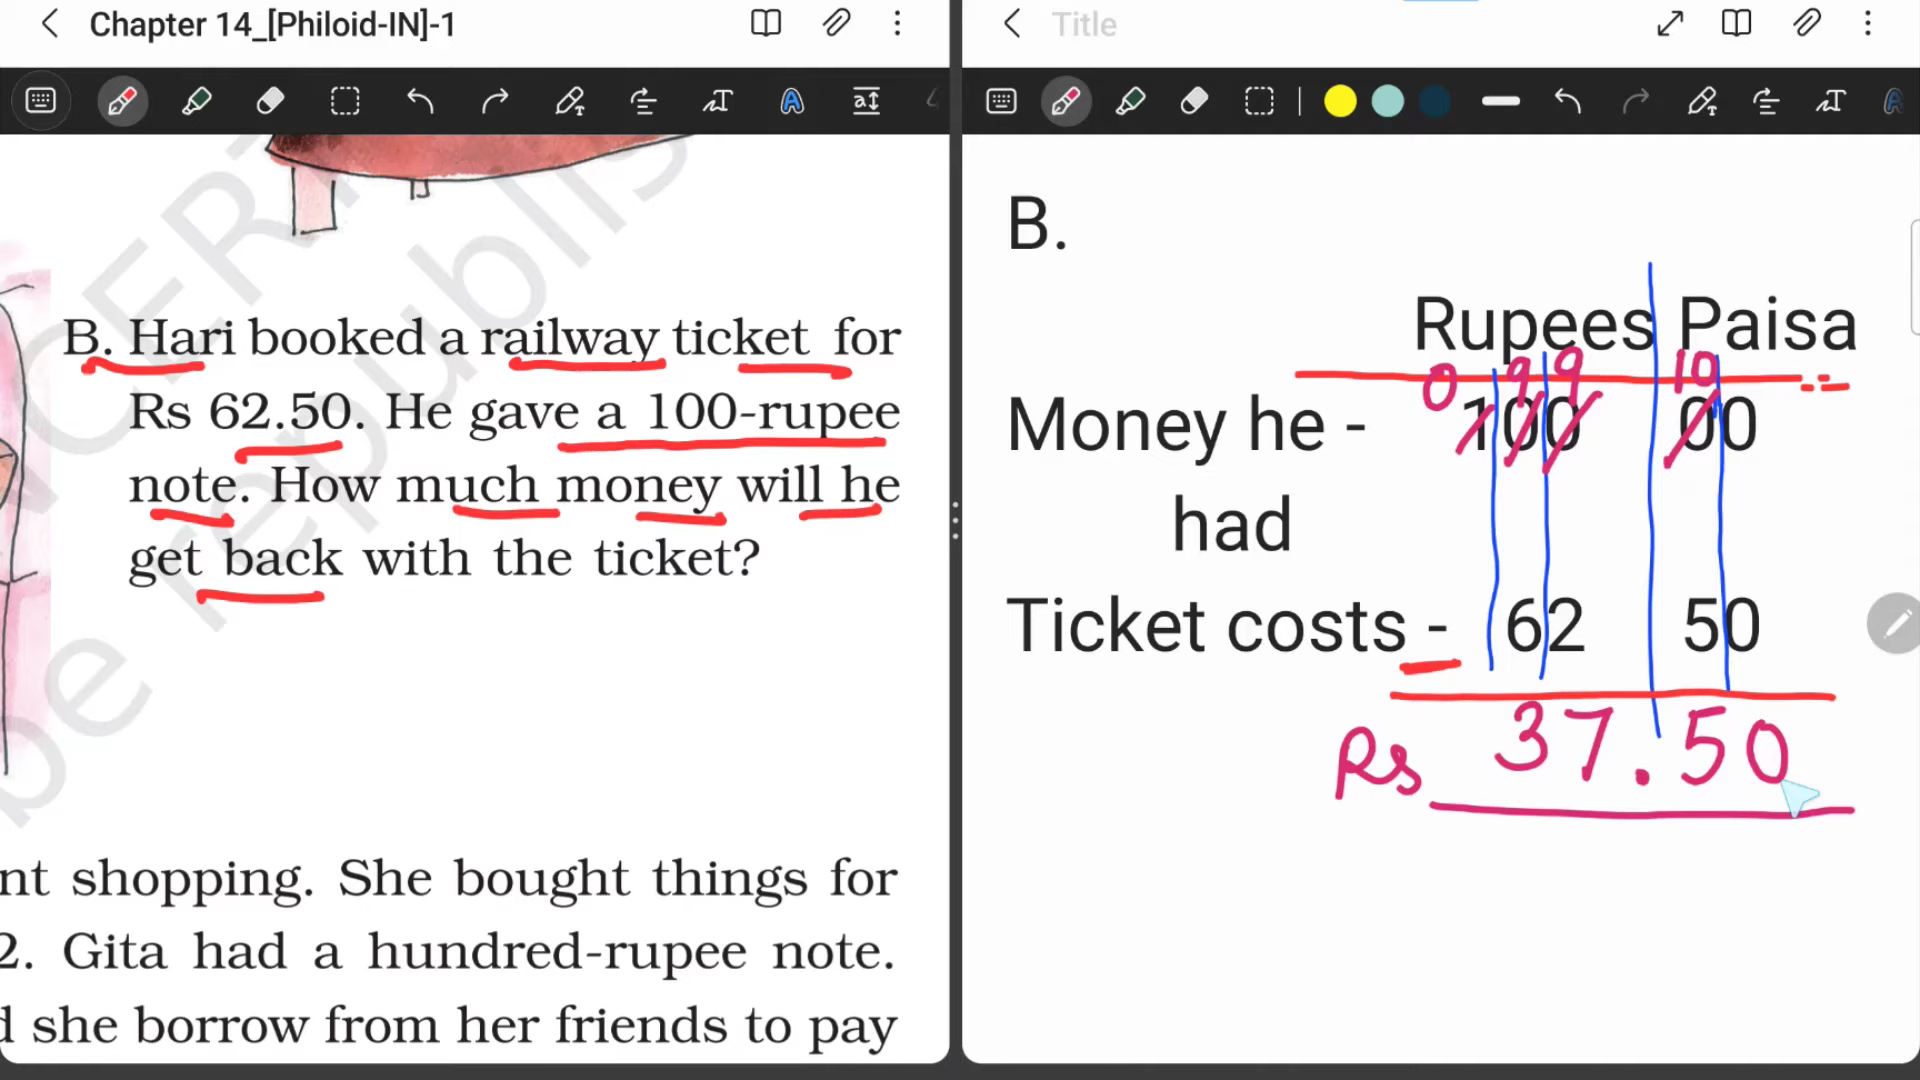 Chapter 14_[Philoid-IN]-1
Title
B. Hari booked a railway ticket for
Rs 62.50. He gave a 100-rupee
note. How much money will he
get back with the ticket?
nt shopping. She bought things for
2. Gita had a hundred-rupee note.
she borrow from her friends to pay
B.
Rupees Paisa
0 9 9 10
Money he - 100 00
had
Ticket costs - 62 50
Rs 37.50